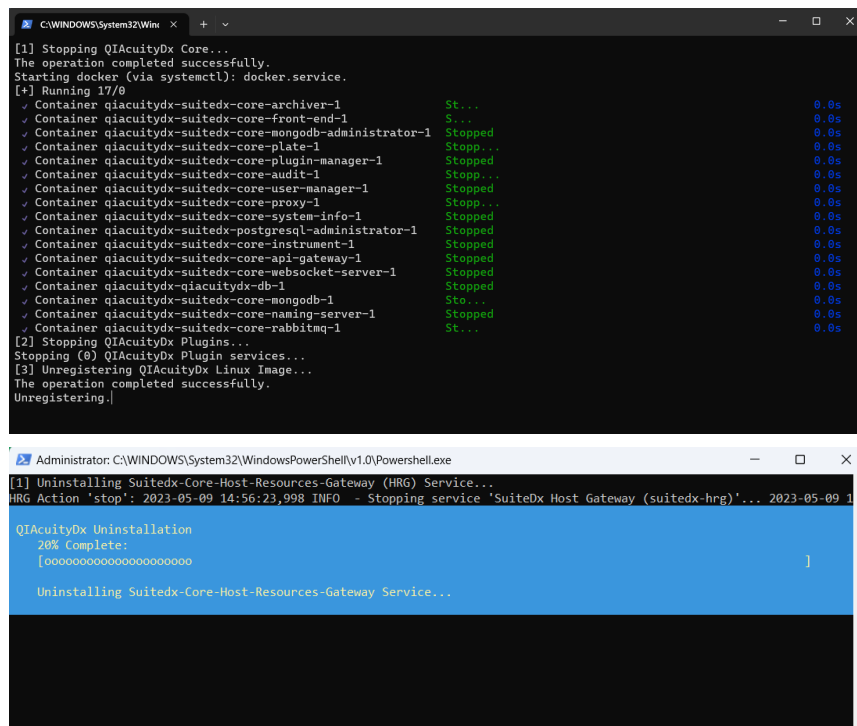 C:\WINDOWS\System32\Wind
[1] Stopping QIAcuityDx Core...
The operation completed successfully.
Starting docker (via systemctl): docker.service.
[+] Running 17/0
✓ Container qiacuitydx-suitedx-core-archiver-1 St... 0.0s
✓ Container qiacuitydx-suitedx-core-front-end-1 S... 0.0s
✓ Container qiacuitydx-suitedx-core-mongodb-administrator-1 Stopped 0.0s
✓ Container qiacuitydx-suitedx-core-plate-1 Stopp... 0.0s
✓ Container qiacuitydx-suitedx-core-plugin-manager-1 Stopped 0.0s
✓ Container qiacuitydx-suitedx-core-audit-1 Stopp... 0.0s
✓ Container qiacuitydx-suitedx-core-user-manager-1 Stopped 0.0s
✓ Container qiacuitydx-suitedx-core-proxy-1 Stopp... 0.0s
✓ Container qiacuitydx-suitedx-core-system-info-1 Stopped 0.0s
✓ Container qiacuitydx-suitedx-postgresql-administrator-1 Stopped 0.0s
✓ Container qiacuitydx-suitedx-core-instrument-1 Stopped 0.0s
✓ Container qiacuitydx-suitedx-core-api-gateway-1 Stopped 0.0s
✓ Container qiacuitydx-suitedx-core-websocket-server-1 Stopped 0.0s
✓ Container qiacuitydx-qiacuitydx-db-1 Stopped 0.0s
✓ Container qiacuitydx-suitedx-core-mongodb-1 Sto... 0.0s
✓ Container qiacuitydx-suitedx-core-naming-server-1 Stopped 0.0s
✓ Container qiacuitydx-suitedx-core-rabbitmq-1 St... 0.0s
[2] Stopping QIAcuityDx Plugins...
Stopping (0) QIAcuityDx Plugin services...
[3] Unregistering QIAcuityDx Linux Image...
The operation completed successfully.
Unregistering.
Administrator: C:\WINDOWS\System32\WindowsPowerShell\v1.0\Powershell.exe
[1] Uninstalling Suitedx-Core-Host-Resources-Gateway (HRG) Service...
HRG Action 'stop': 2023-05-09 14:56:23,998 INFO - Stopping service 'SuiteDx Host Gateway (suitedx-hrg)'... 2023-05-09 1
QIAcuityDx Uninstallation
20% Complete:
[ooooooooooooooooooooo ]
Uninstalling Suitedx-Core-Host-Resources-Gateway Service...